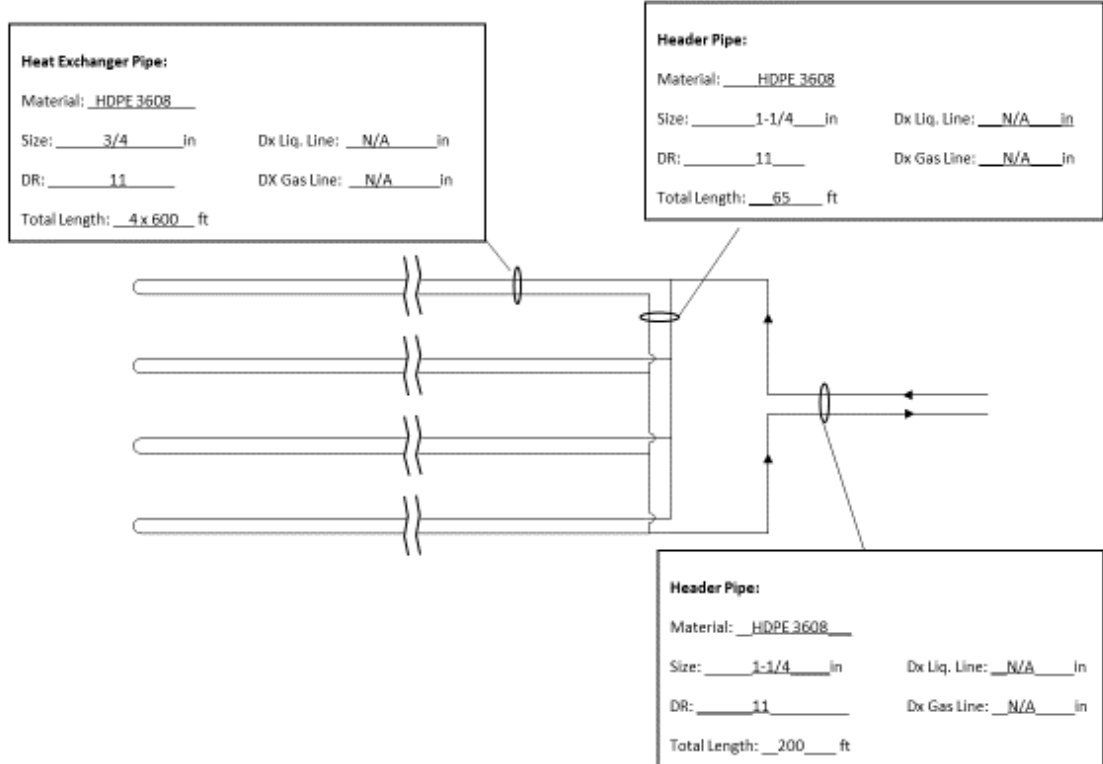 Heat Exchanger Pipe:
Material: HDPE 3608
Size: 3/4 in Dx Liq. Line: N/A in
DR: 11 DX Gas Line: N/A in
Total Length: 4 x 600 ft
Header Pipe:
Material: HDPE 3608
Size: 1-1/4 in Dx Liq. Line: N/A in
DR: 11 Dx Gas Line: N/A in
Total Length: 65 ft
Header Pipe:
Material: HDPE 3608
Size: 1-1/4 in Dx Liq. Line: N/A in
DR: 11 Dx Gas Line: N/A in
Total Length: 200 ft